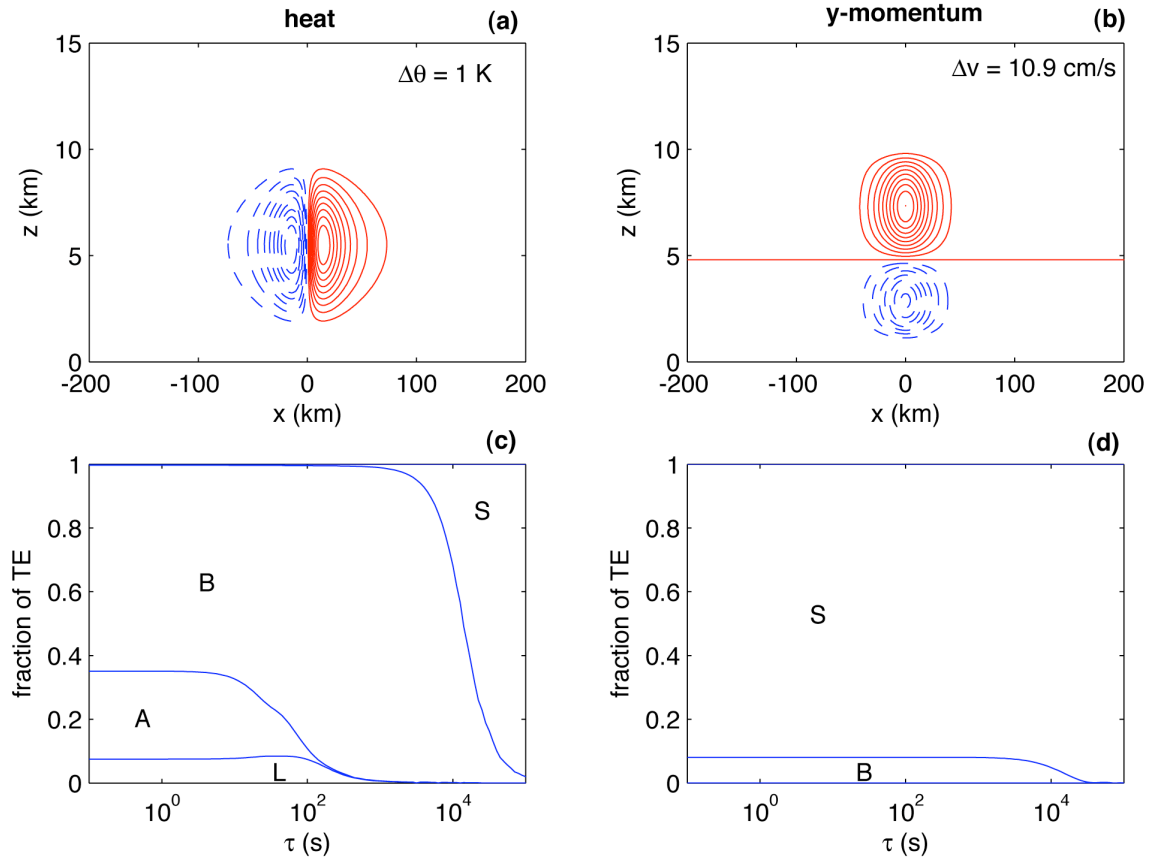 heat
(a)
Δθ = 1 K
15
10
5
0
z (km)
-200 -100 0 100 200
x (km)
y-momentum
(b)
Δv = 10.9 cm/s
15
10
5
0
z (km)
-200 -100 0 100 200
x (km)
(c)
1
0.8
0.6
0.4
0.2
0
fraction of TE
S
B
A
L
10^0 10^2 10^4
τ (s)
(d)
1
0.8
0.6
0.4
0.2
0
fraction of TE
S
B
10^0 10^2 10^4
τ (s)